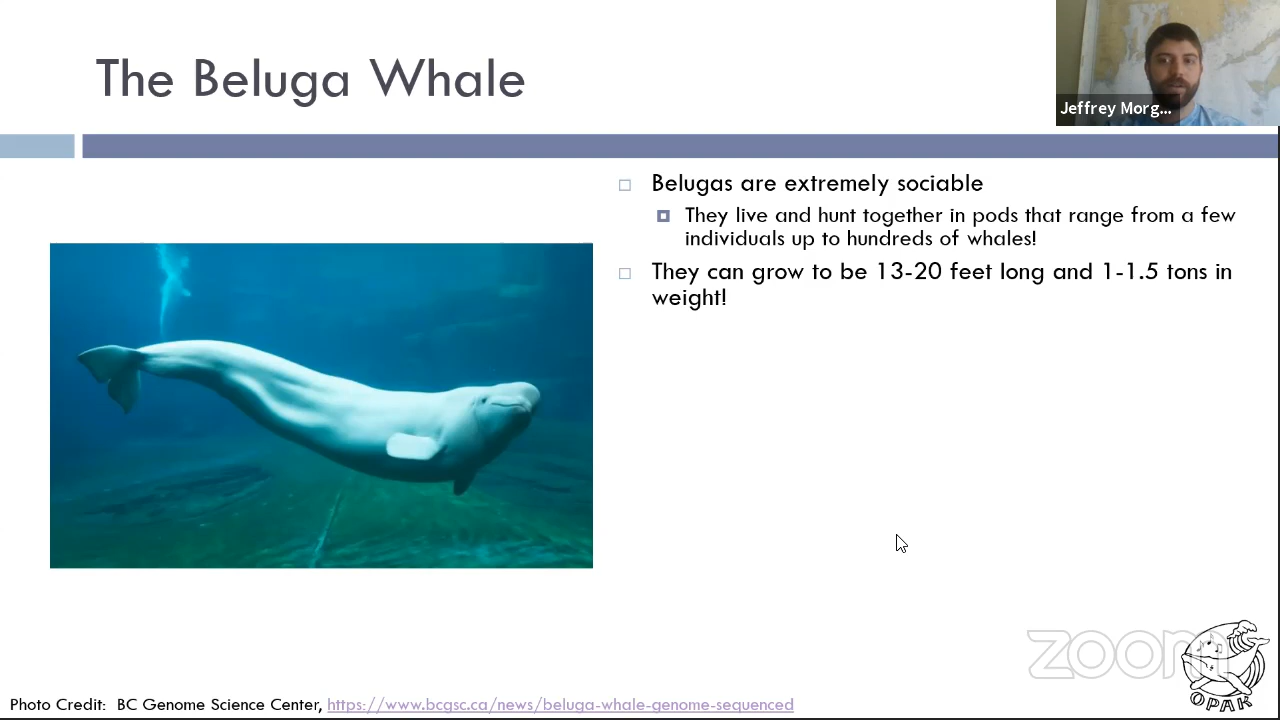 The Beluga Whale
Jeffrey Morg...
Belugas are extremely sociable
They live and hunt together in pods that range from a few
individuals up to hundreds of whales!
They can grow to be 13-20 feet long and 1-1.5 tons in
weight!
zoom
OPAK
Photo Credit:  BC Genome Science Center, https://www.bcgsc.ca/news/beluga-whale-genome-sequenced